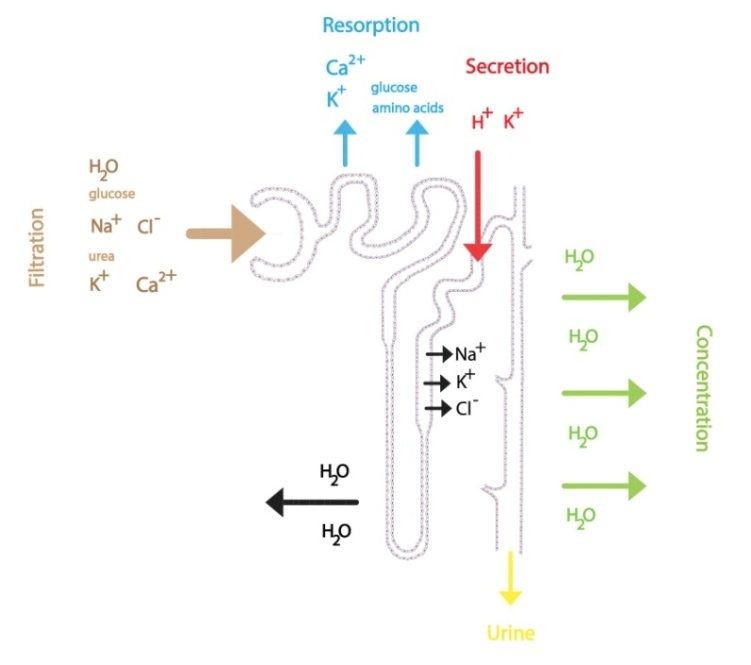 Resorption
Ca²⁺
K⁺ glucose
amino acids
Secretion
H⁺ K⁺
Filtration
H₂O
glucose
Na⁺ Cl⁻
urea
K⁺ Ca²⁺
Na⁺
K⁺
Cl⁻
H₂O
H₂O
H₂O
H₂O
H₂O
H₂O
Concentration
Urine